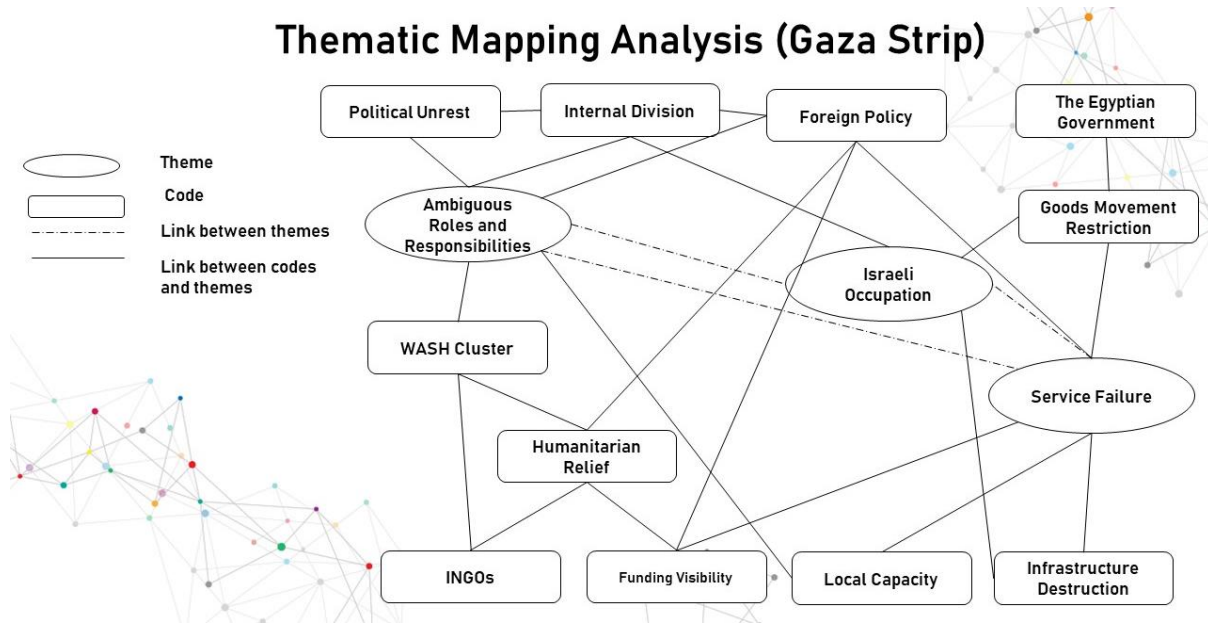 Thematic Mapping Analysis (Gaza Strip)
Political Unrest
Internal Division
Foreign Policy
The Egyptian
Government
Theme
Code
Link between themes
Link between codes
and themes
Ambiguous
Roles and
Responsibilities
Goods Movement
Restriction
Israeli
Occupation
WASH Cluster
Service Failure
Humanitarian
Relief
INGOs
Funding Visibility
Local Capacity
Infrastructure
Destruction